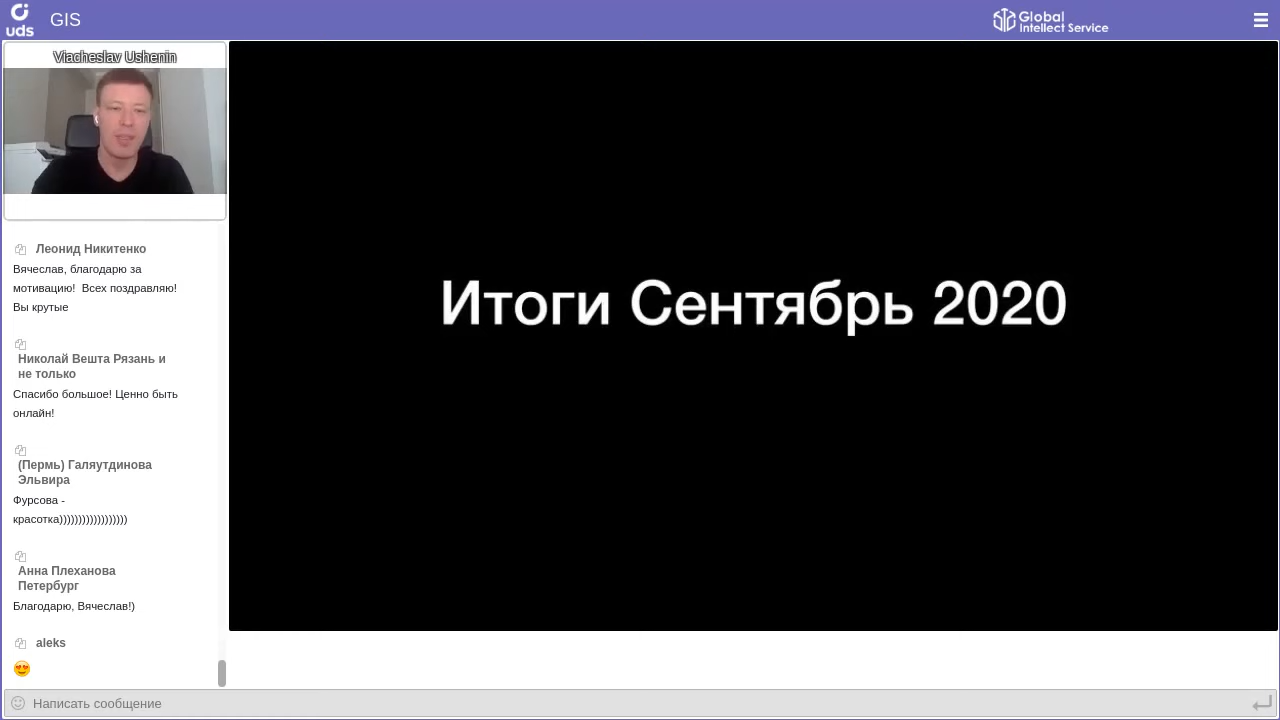 uds
GIS
Global
Intellect Service
Viacheslav Ushenin
Итоги Сентябрь 2020
Леонид Никитенко
Вячеслав, благодарю за
мотивацию!  Всех поздравляю!
Вы крутые
Николай Вешта Рязань и
не только
Спасибо большое! Ценно быть
онлайн!
(Пермь) Галяутдинова
Эльвира
Фурсова -
красотка))))))))))))))))))
Анна Плеханова
Петербург
Благодарю, Вячеслав!)
aleks
😍
Написать сообщение